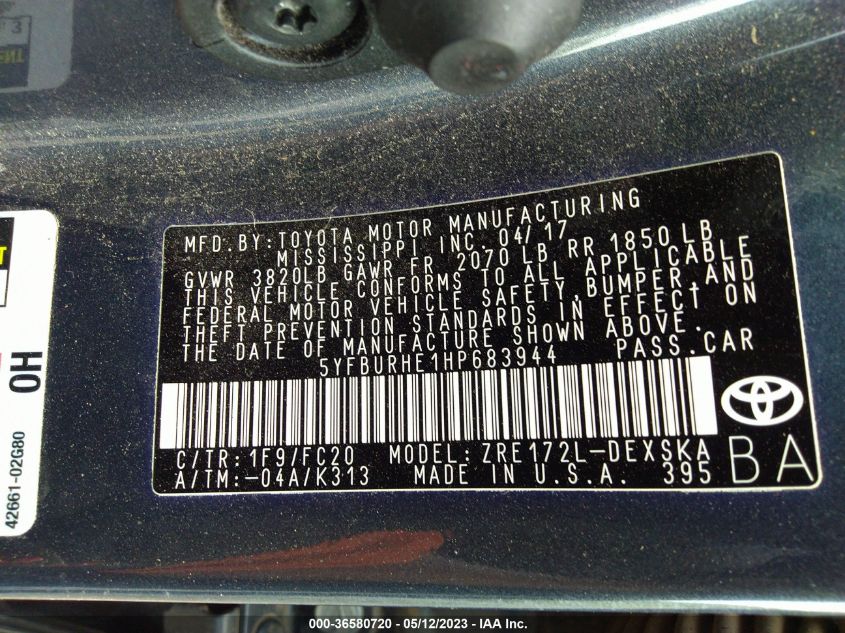 MFD.BY:TOYOTA MOTOR MANUFACTURING
MISSISSIPPI INC. 04/17
GVWR 3820LB GAWR FR 2070 LB RR 1850 LB
THIS VEHICLE CONFORMS TO ALL APPLICABLE
FEDERAL MOTOR VEHICLE SAFETY,BUMPER,AND
THEFT PREVENTION STANDARDS IN EFFECT ON
THE DATE OF MANUFACTURE SHOWN ABOVE.
5YFBURHE1HP683944 PASS.CAR
C/TR:1F9/FC20 MODEL:ZRE172L-DEXSKA
A/TM:-04A/K313 MADE IN U.S.A. 395
BA
OH
42661-02G80
000-36580720 - 05/12/2023 - IAA Inc.